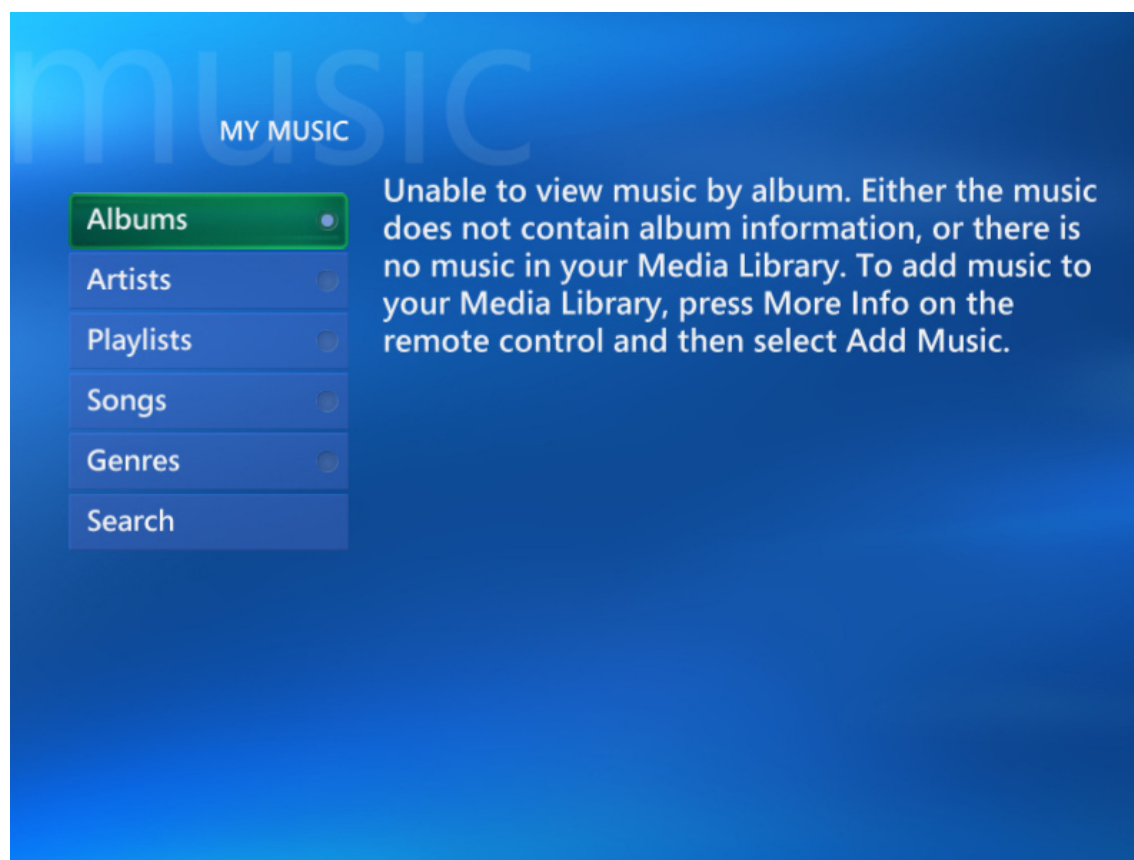 music
MY MUSIC
Albums
Artists
Playlists
Songs
Genres
Search
Unable to view music by album. Either the music
does not contain album information, or there is
no music in your Media Library. To add music to
your Media Library, press More Info on the
remote control and then select Add Music.